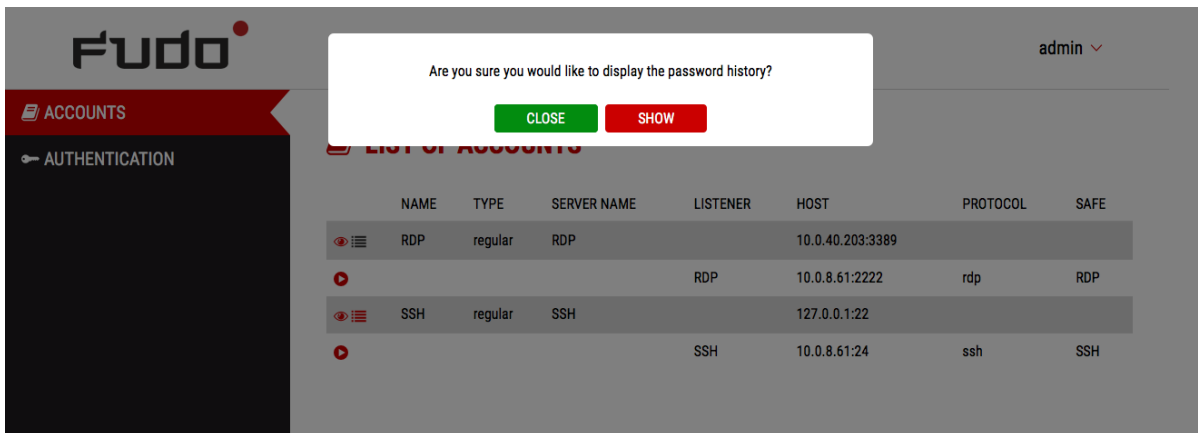 Fudo
admin
Are you sure you would like to display the password history?
CLOSE SHOW
ACCOUNTS
LIST OF ACCOUNTS
AUTHENTICATION
NAME TYPE SERVER NAME LISTENER HOST PROTOCOL SAFE
RDP regular RDP 10.0.40.203:3389
RDP 10.0.8.61:2222 rdp RDP
SSH regular SSH 127.0.0.1:22
SSH 10.0.8.61:24 ssh SSH